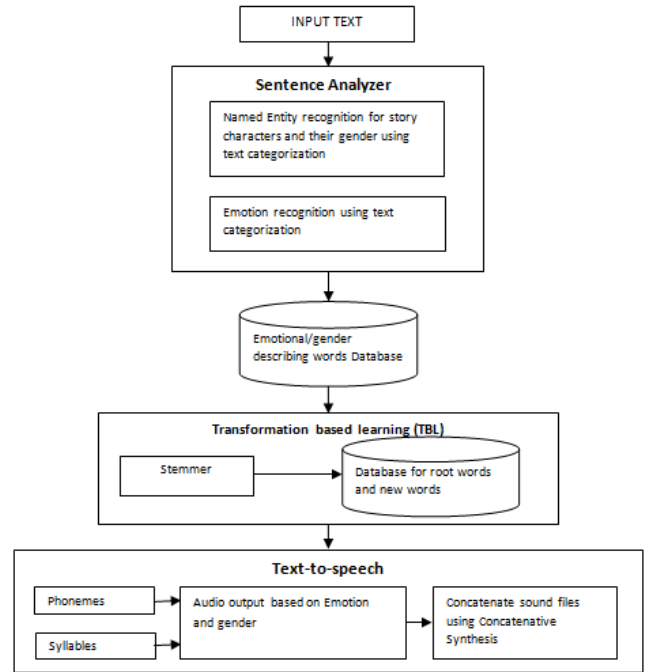 INPUT TEXT
Sentence Analyzer
Named Entity recognition for story
characters and their gender using
text categorization
Emotion recognition using text
categorization
Emotional/gender
describing words Database
Transformation based learning (TBL)
Stemmer
Database for root words
and new words
Text-to-speech
Phonemes
Syllables
Audio output based on Emotion
and gender
Concatenate sound files
using Concatenative
Synthesis